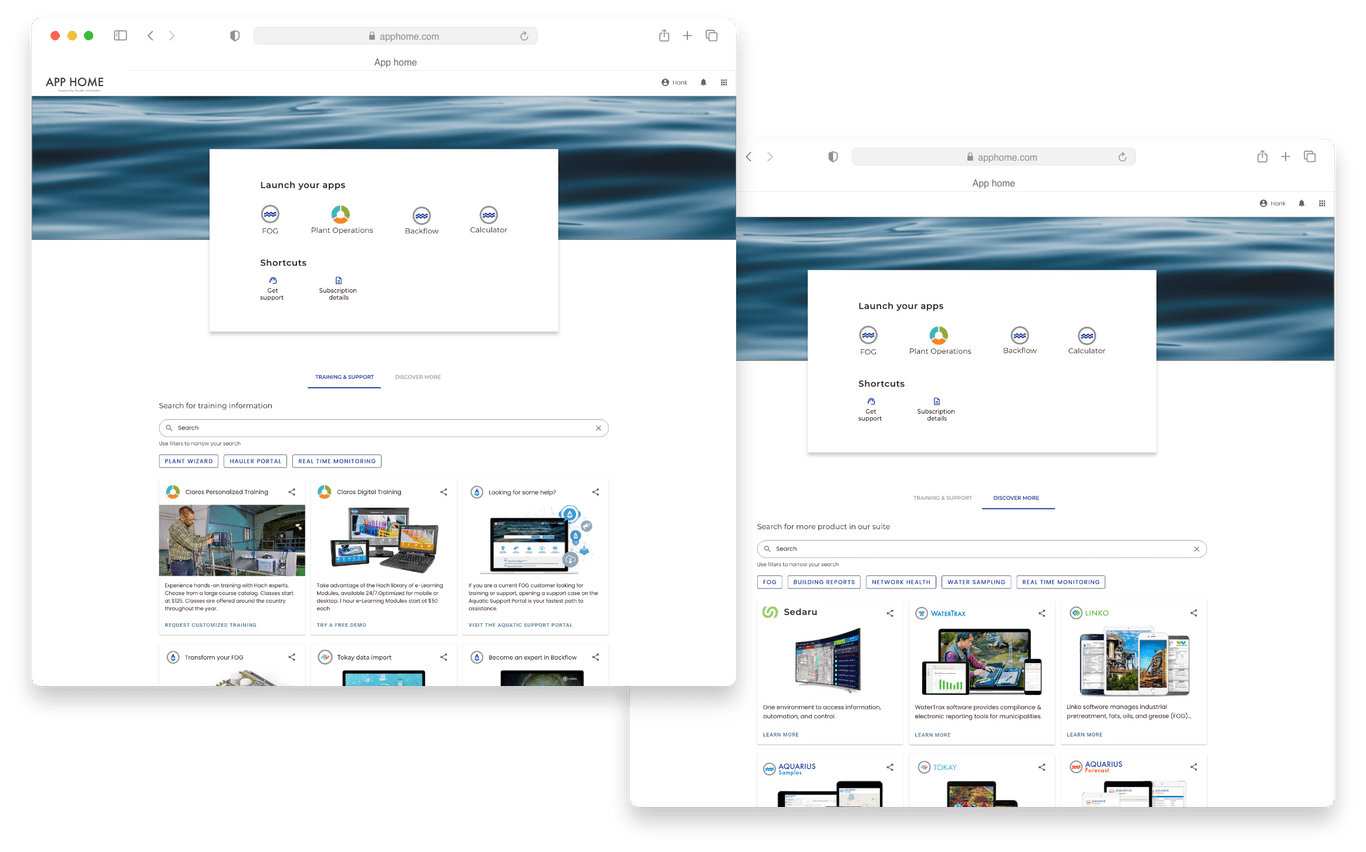 apphome.com
App home
APP HOME
Hank
Launch your apps
FOG
Plant Operations
Backflow
Calculator
Shortcuts
Get
support
Subscription
details
TRAINING & SUPPORT
DISCOVER MORE
Search for training information
Search
Use filters to narrow your search
PLANT WIZARD
HAULER PORTAL
REAL TIME MONITORING
Claros Personalized Training
Experience hands-on training with Hach experts.
Choose from a large course catalog. Classes start
at $125. Classes are offered around the country
throughout the year.
REQUEST CUSTOMIZED TRAINING
Claros Digital Training
Take advantage of the Hach library of e-Learning
Modules, available 24/7.Optimized for mobile or
desktop. 1 hour e-Learning Modules start at $50
each
TRY A FREE DEMO
Looking for some help?
If you are a current FOG customer looking for
training or support, opening a support case on the
Aquatic Support Portal is your fastest path to
assistance.
VISIT THE AQUATIC SUPPORT PORTAL
Transform your FOG
Tokay data import
Become an expert in Backflow
apphome.com
App home
Hank
Launch your apps
FOG
Plant Operations
Backflow
Calculator
Shortcuts
Get
support
Subscription
details
TRAINING & SUPPORT
DISCOVER MORE
Search for more product in our suite
Search
Use filters to narrow your search
FOG
BUILDING REPORTS
NETWORK HEALTH
WATER SAMPLING
REAL TIME MONITORING
Sedaru
One environment to access information,
automation, and control.
LEARN MORE
WATERTRAX
WaterTrax software provides compliance &
electronic reporting tools for municipalities.
LEARN MORE
LINKO
Linko software manages industrial
pretreatment, fats, oils, and grease (FOG)...
LEARN MORE
AQUARIUS
Samples
TOKAY
AQUARIUS
Forecast